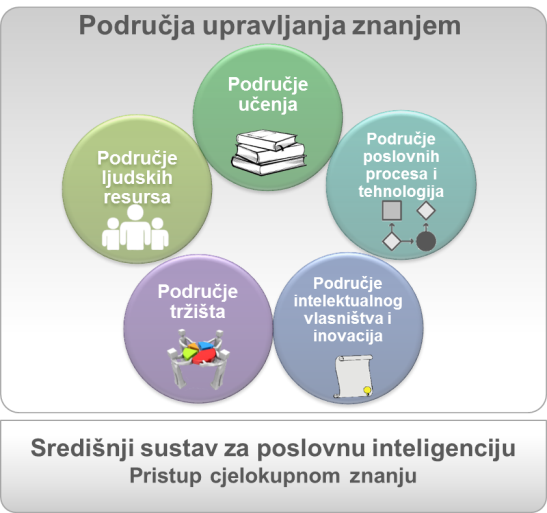 Područja upravljanja znanjem
Područje
učenja
Područje
ljudskih
resursa
Područje
poslovnih
procesa i
tehnologija
Područje
tržišta
Područje
intelektualnog
vlasništva i
inovacija
Središnji sustav za poslovnu inteligenciju
Pristup cjelokupnom znanju